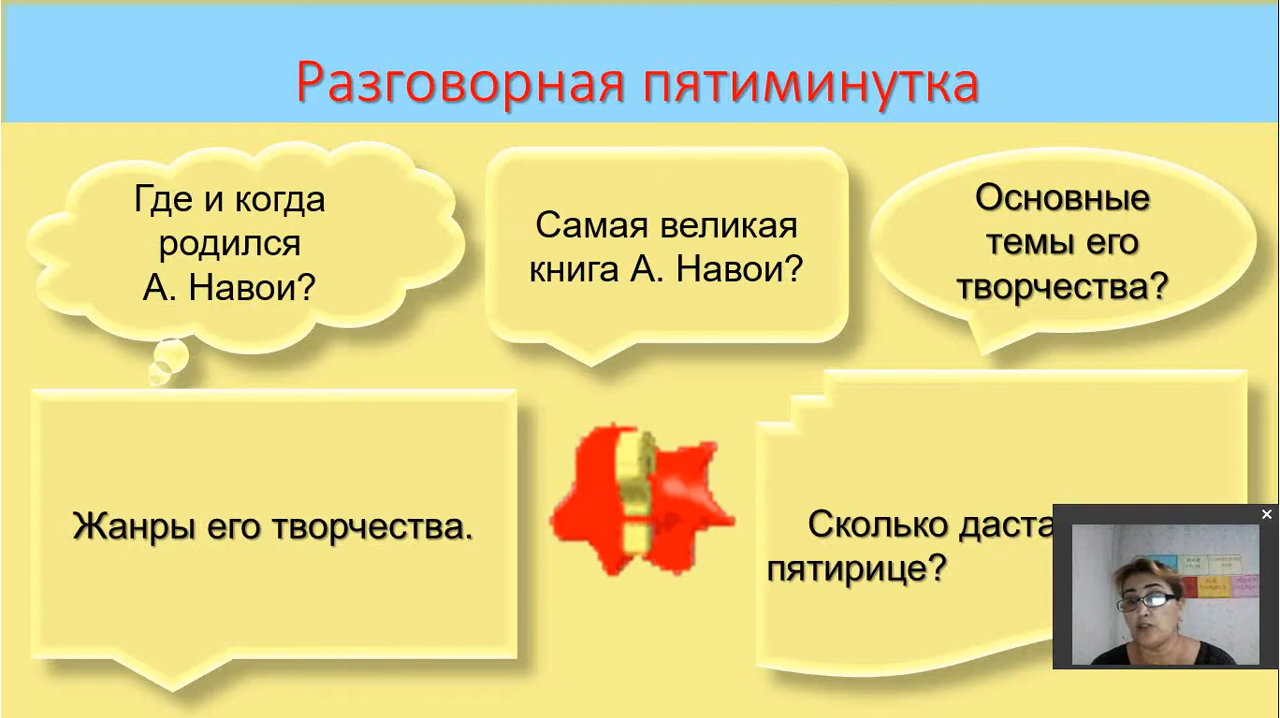 Разговорная пятиминутка
Где и когда
родился
А. Навои?
Самая великая
книга А. Навои?
Основные
темы его
творчества?
Жанры его творчества.
Сколько
пятирице?